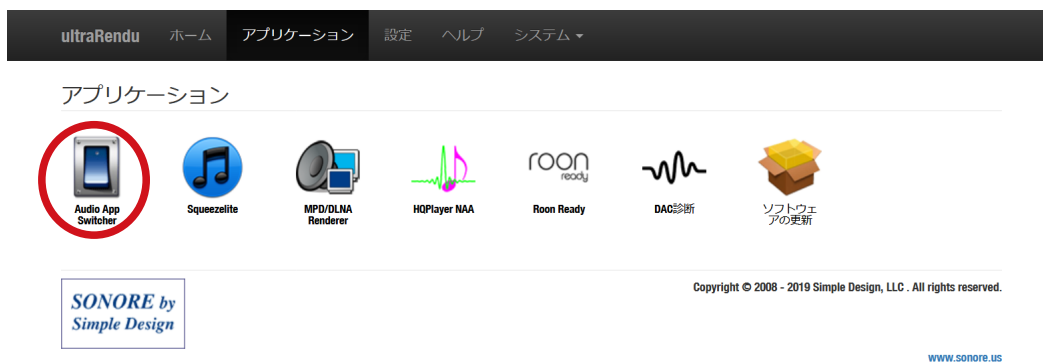 ultraRendu ホーム アプリケーション 設定 ヘルプ システム
アプリケーション
roon
ready
Audio App
Switcher
Squeezelite
MPD/DLNA
Renderer
HQPlayer NAA
Roon Ready
DAC診断
ソフトウェ
アの更新
SONORE by
Simple Design
Copyright © 2008 - 2019 Simple Design, LLC . All rights reserved.
www.sonore.us